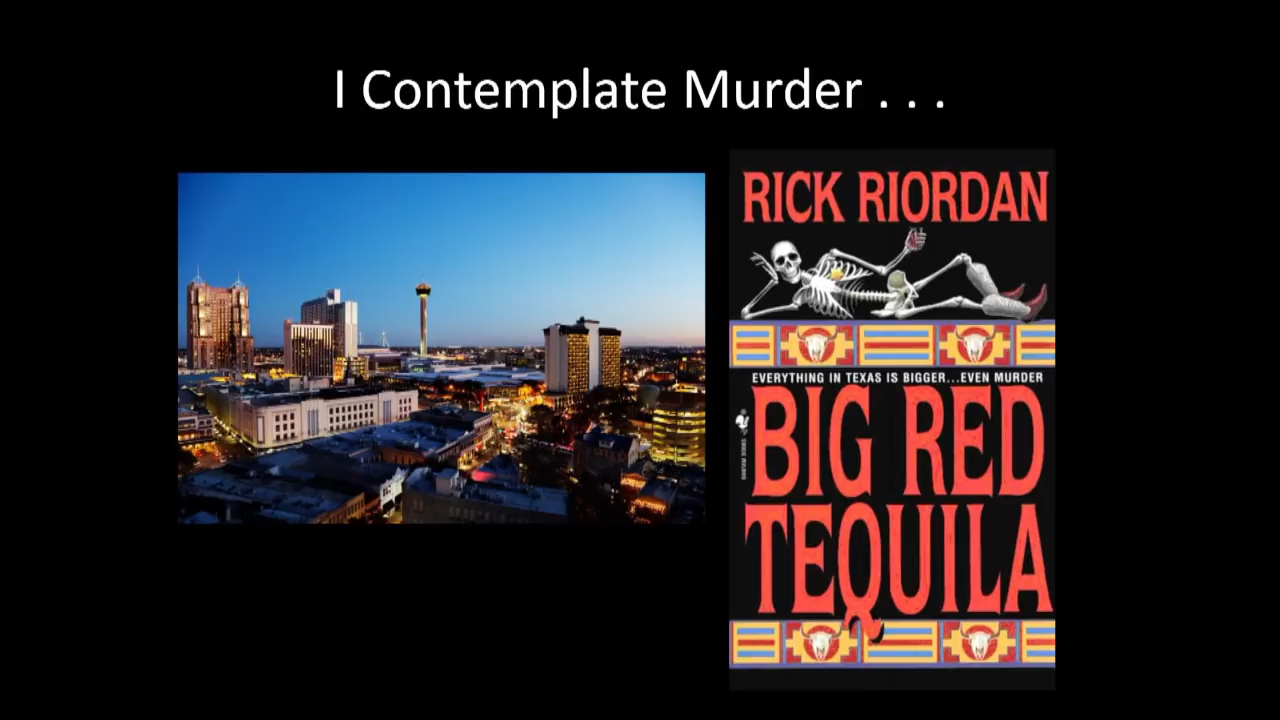 I Contemplate Murder . . .
RICK RIORDAN
EVERYTHING IN TEXAS IS BIGGER...EVEN MURDER
BIG RED
TEQUILA